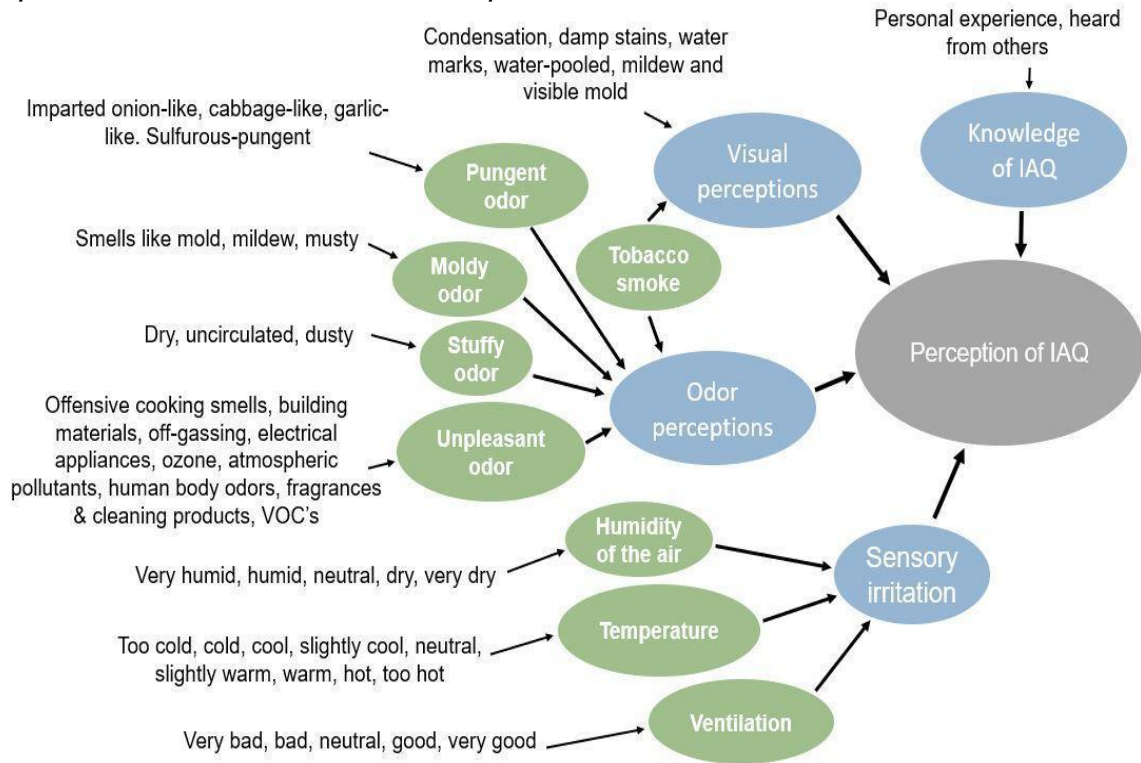 Personal experience, heard
from others
Condensation, damp stains, water
marks, water-pooled, mildew and
visible mold
Imparted onion-like, cabbage-like, garlic-
like. Sulfurous-pungent
Knowledge
of IAQ
Visual
perceptions
Pungent
odor
Smells like mold, mildew, musty
Tobacco
smoke
Moldy
odor
Dry, uncirculated, dusty
Stuffy
odor
Perception of IAQ
Odor
perceptions
Offensive cooking smells, building
materials, off-gassing, electrical
appliances, ozone, atmospheric
pollutants, human body odors, fragrances
& cleaning products, VOC's
Unpleasant
odor
Humidity
of the air
Very humid, humid, neutral, dry, very dry
Sensory
irritation
Temperature
Too cold, cold, cool, slightly cool, neutral,
slightly warm, warm, hot, too hot
Ventilation
Very bad, bad, neutral, good, very good